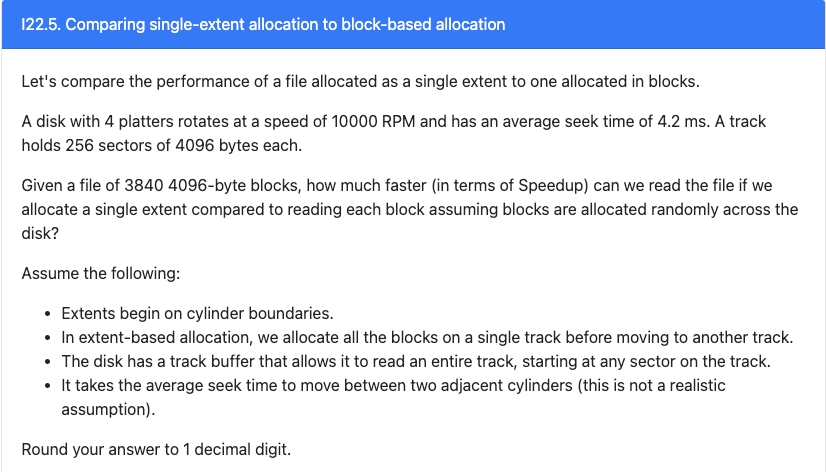 I22.5. Comparing single-extent allocation to block-based allocation
Let's compare the performance of a file allocated as a single extent to one allocated in blocks.
A disk with 4 platters rotates at a speed of 10000 RPM and has an average seek time of 4.2 ms. A track
holds 256 sectors of 4096 bytes each.
Given a file of 3840 4096-byte blocks, how much faster (in terms of Speedup) can we read the file if we
allocate a single extent compared to reading each block assuming blocks are allocated randomly across the
disk?
Assume the following:
• Extents begin on cylinder boundaries.
• In extent-based allocation, we allocate all the blocks on a single track before moving to another track.
• The disk has a track buffer that allows it to read an entire track, starting at any sector on the track.
• It takes the average seek time to move between two adjacent cylinders (this is not a realistic
assumption).
Round your answer to 1 decimal digit.